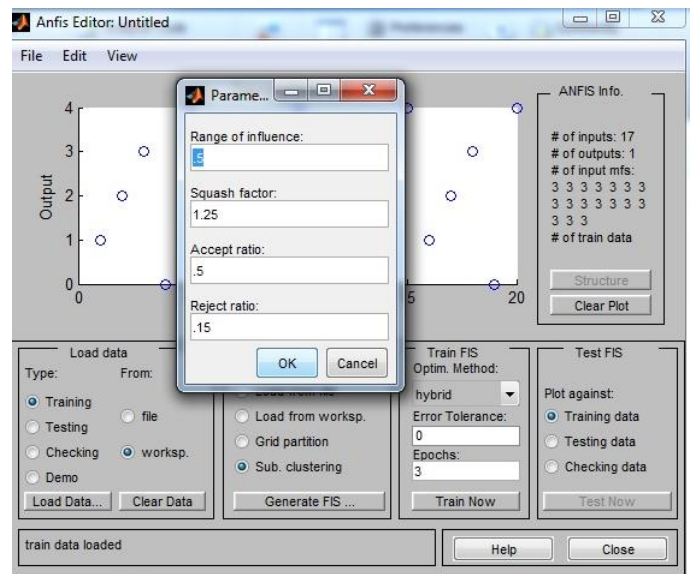 Anfis Editor: Untitled
File Edit View
Parame...
Range of influence:
.5
Squash factor:
1.25
Accept ratio:
.5
Reject ratio:
.15
OK Cancel
Output
4
3
2
1
0
0
20
ANFIS Info.
# of inputs: 17
# of outputs: 1
# of input mfs:
3 3 3 3 3 3 3
3 3 3 3 3 3 3
3 3 3
# of train data
Structure
Clear Plot
Load data
Type: From:
Training
Testing
Checking
Demo
file
worksp.
Load Data... Clear Data
Load from worksp.
Grid partition
Sub. clustering
Generate FIS ...
Train FIS
Optim. Method:
hybrid
Error Tolerance:
0
Epochs:
3
Train Now
Test FIS
Plot against:
Training data
Testing data
Checking data
Test Now
train data loaded
Help Close